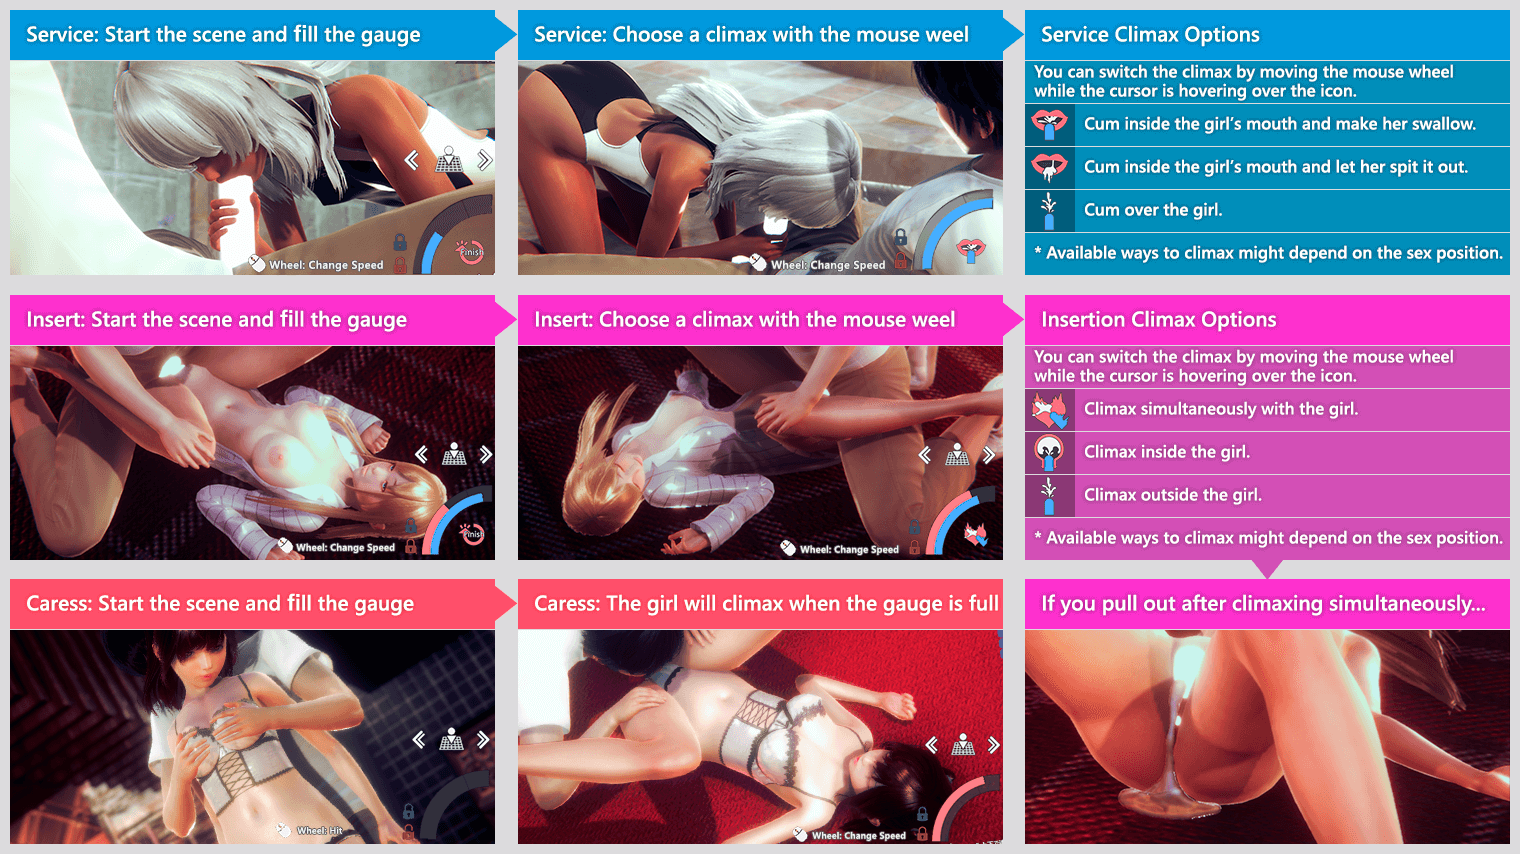 Service: Start the scene and fill the gauge
Service: Choose a climax with the mouse weel
Service Climax Options
You can switch the climax by moving the mouse wheel
while the cursor is hovering over the icon.
Cum inside the girl's mouth and make her swallow.
Cum inside the girl's mouth and let her spit it out.
Cum over the girl.
* Available ways to climax might depend on the sex position.
Finish
Wheel: Change Speed
Wheel: Change Speed
Insert: Start the scene and fill the gauge
Insert: Choose a climax with the mouse weel
Insertion Climax Options
You can switch the climax by moving the mouse wheel
while the cursor is hovering over the icon.
Climax simultaneously with the girl.
Climax inside the girl.
Climax outside the girl.
* Available ways to climax might depend on the sex position.
Finish
Wheel: Change Speed
Wheel: Change Speed
Caress: Start the scene and fill the gauge
Caress: The girl will climax when the gauge is full
If you pull out after climaxing simultaneously...
Wheel: Hit
Wheel: Change Speed